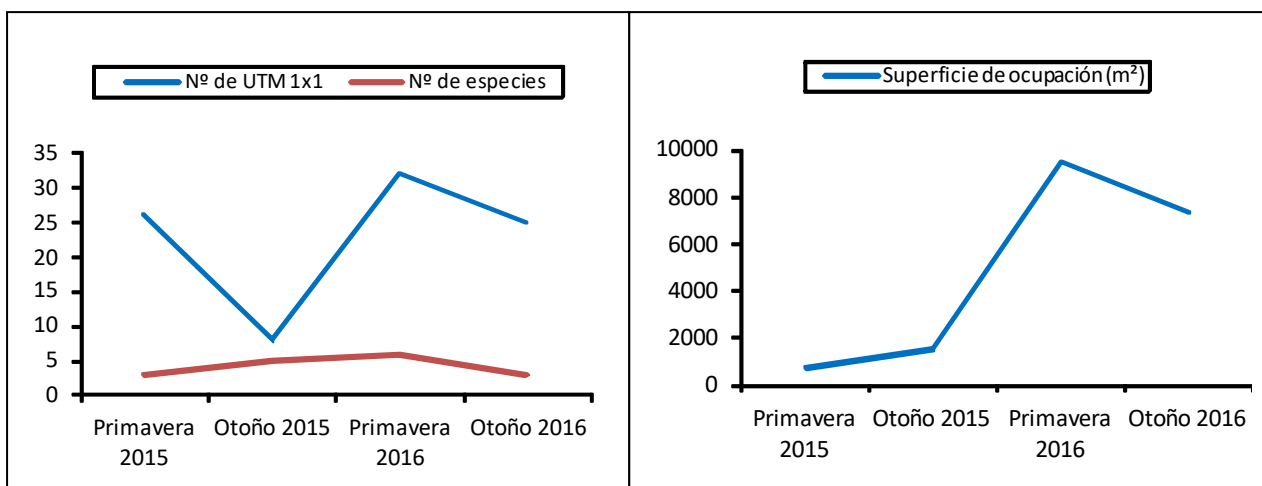 Nº de UTM 1x1 Nº de especies
35
30
25
20
15
10
5
0
Primavera 2015
Otoño 2015
Primavera 2016
Otoño 2016
Superficie de ocupación (m²)
10000
8000
6000
4000
2000
0
Primavera 2015
Otoño 2015
Primavera 2016
Otoño 2016